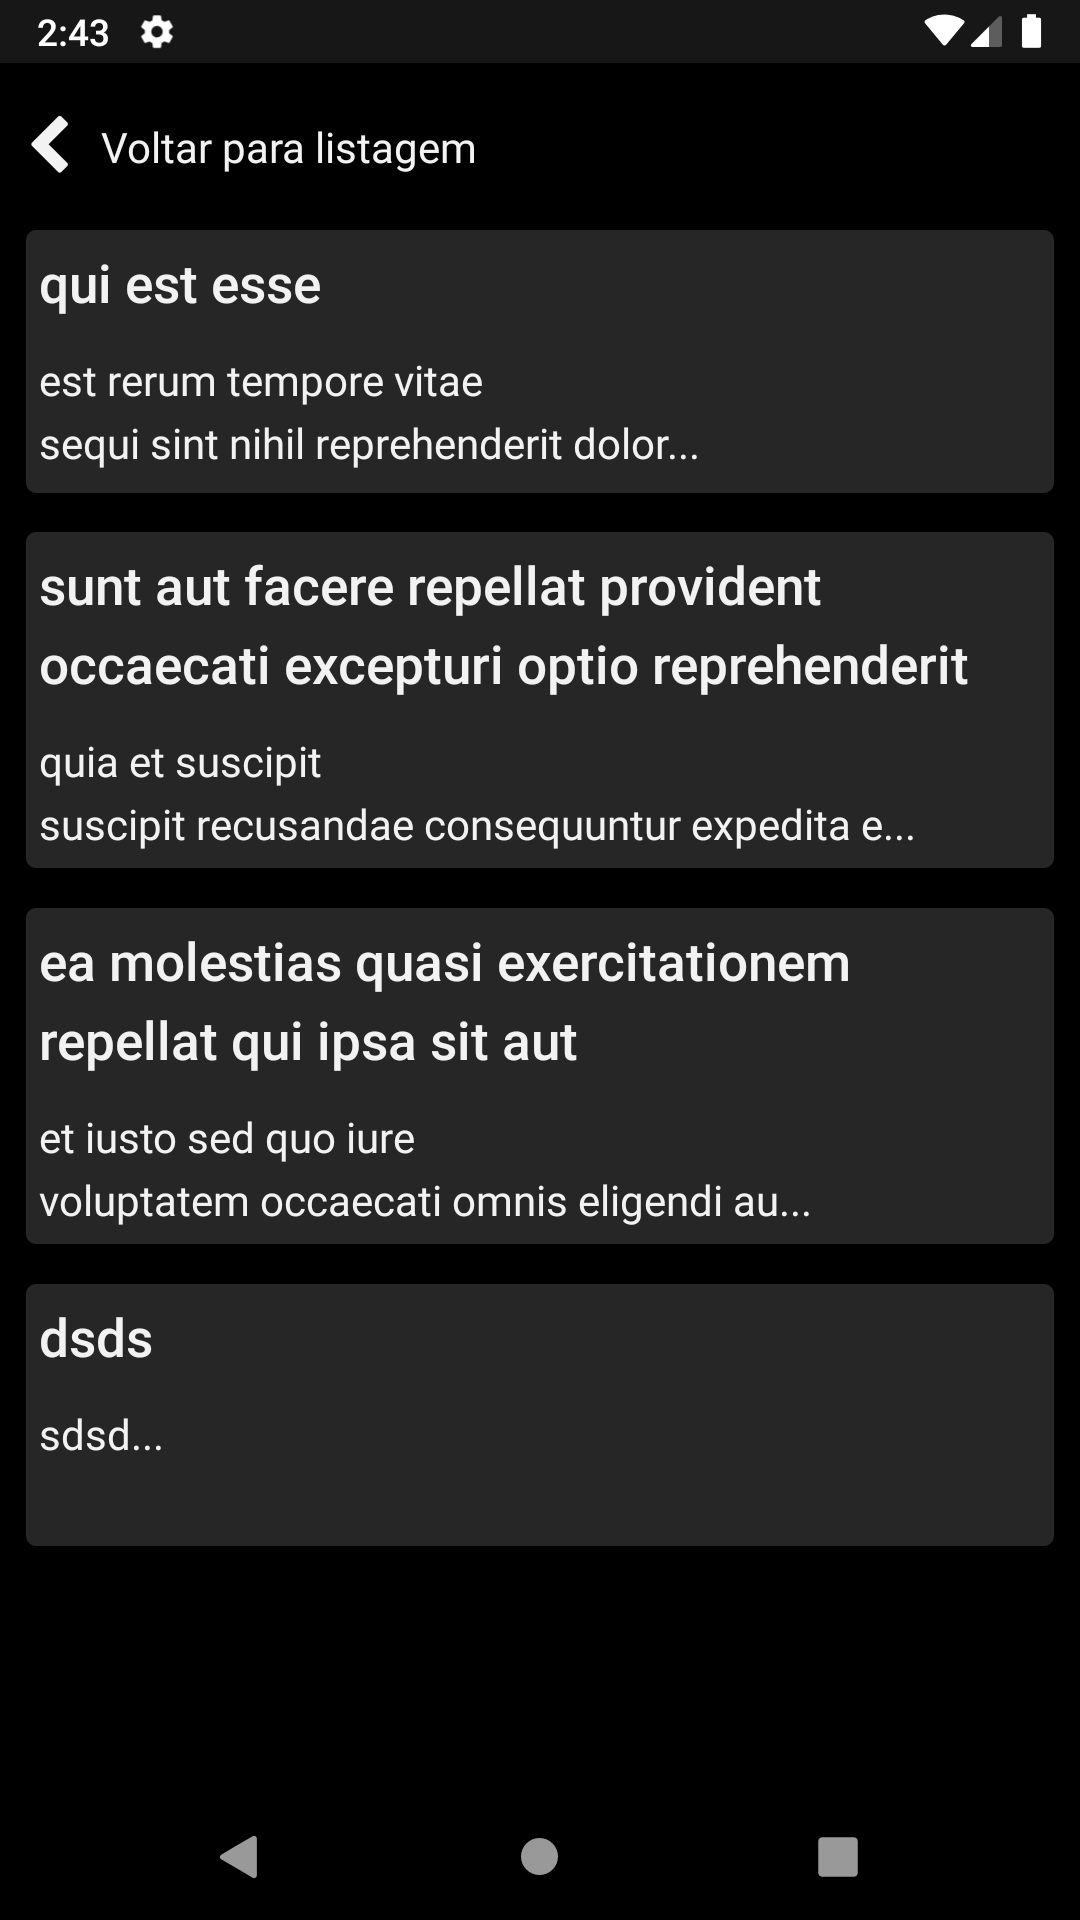 2:43
Voltar para listagem
qui est esse
est rerum tempore vitae
sequi sint nihil reprehenderit dolor...
sunt aut facere repellat provident
occaecati excepturi optio reprehenderit
quia et suscipit
suscipit recusandae consequuntur expedita e...
ea molestias quasi exercitationem
repellat qui ipsa sit aut
et iusto sed quo iure
voluptatem occaecati omnis eligendi au...
dsds
sdsd...